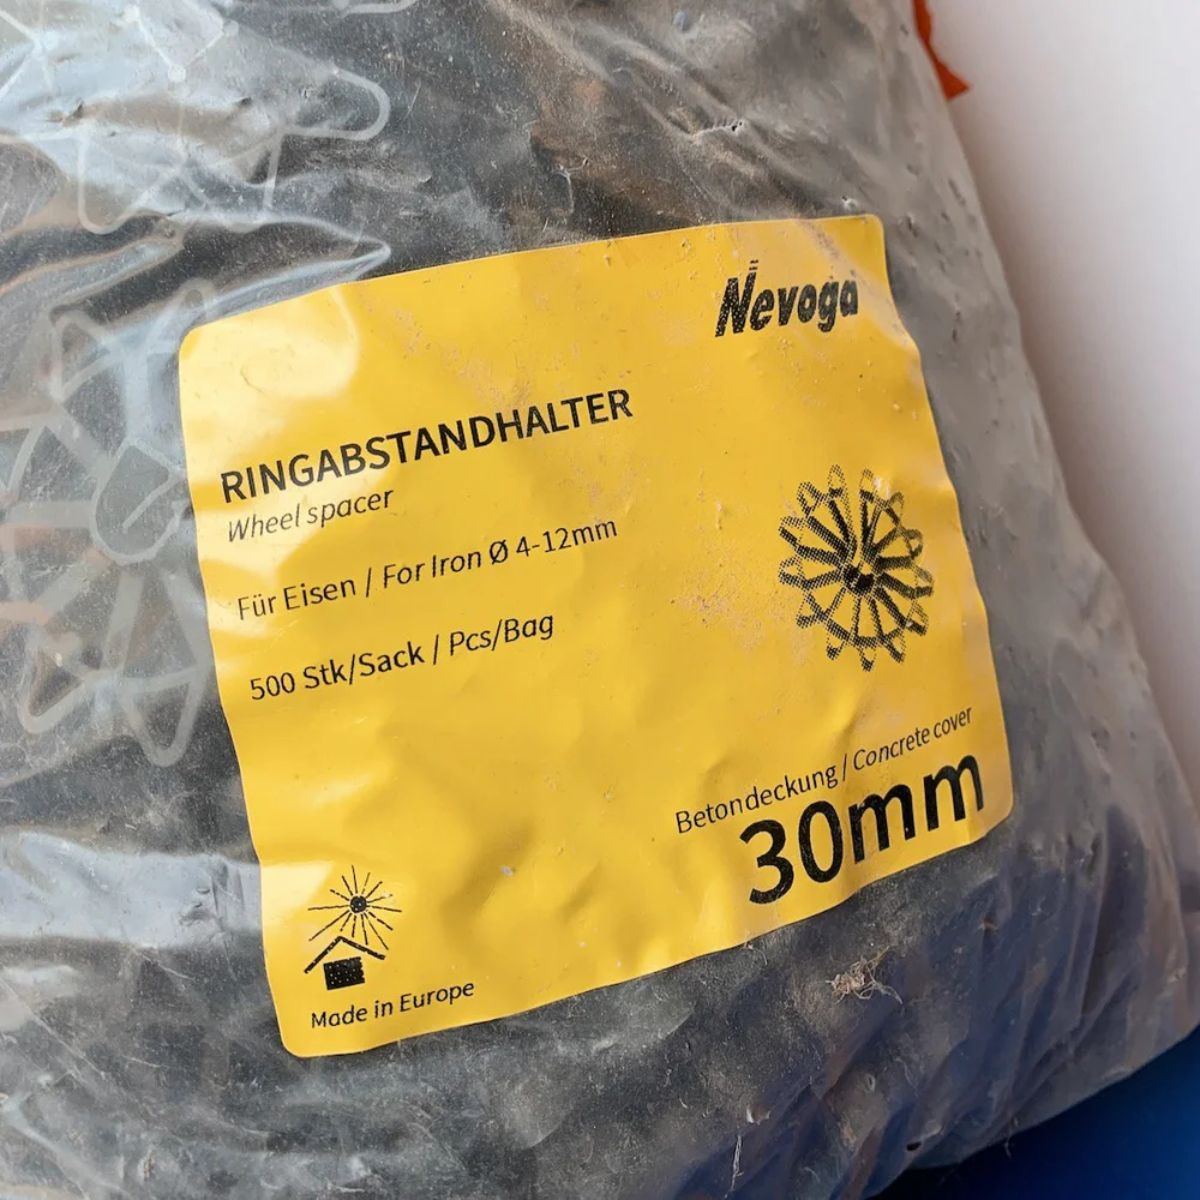 Nevoga
RINGABSTANDHALTER
Wheel spacer
Für Eisen / For Iron Ø 4-12mm
500 Stk/Sack / Pcs/Bag
Betondeckung / Concrete cover
30mm
Made in Europe